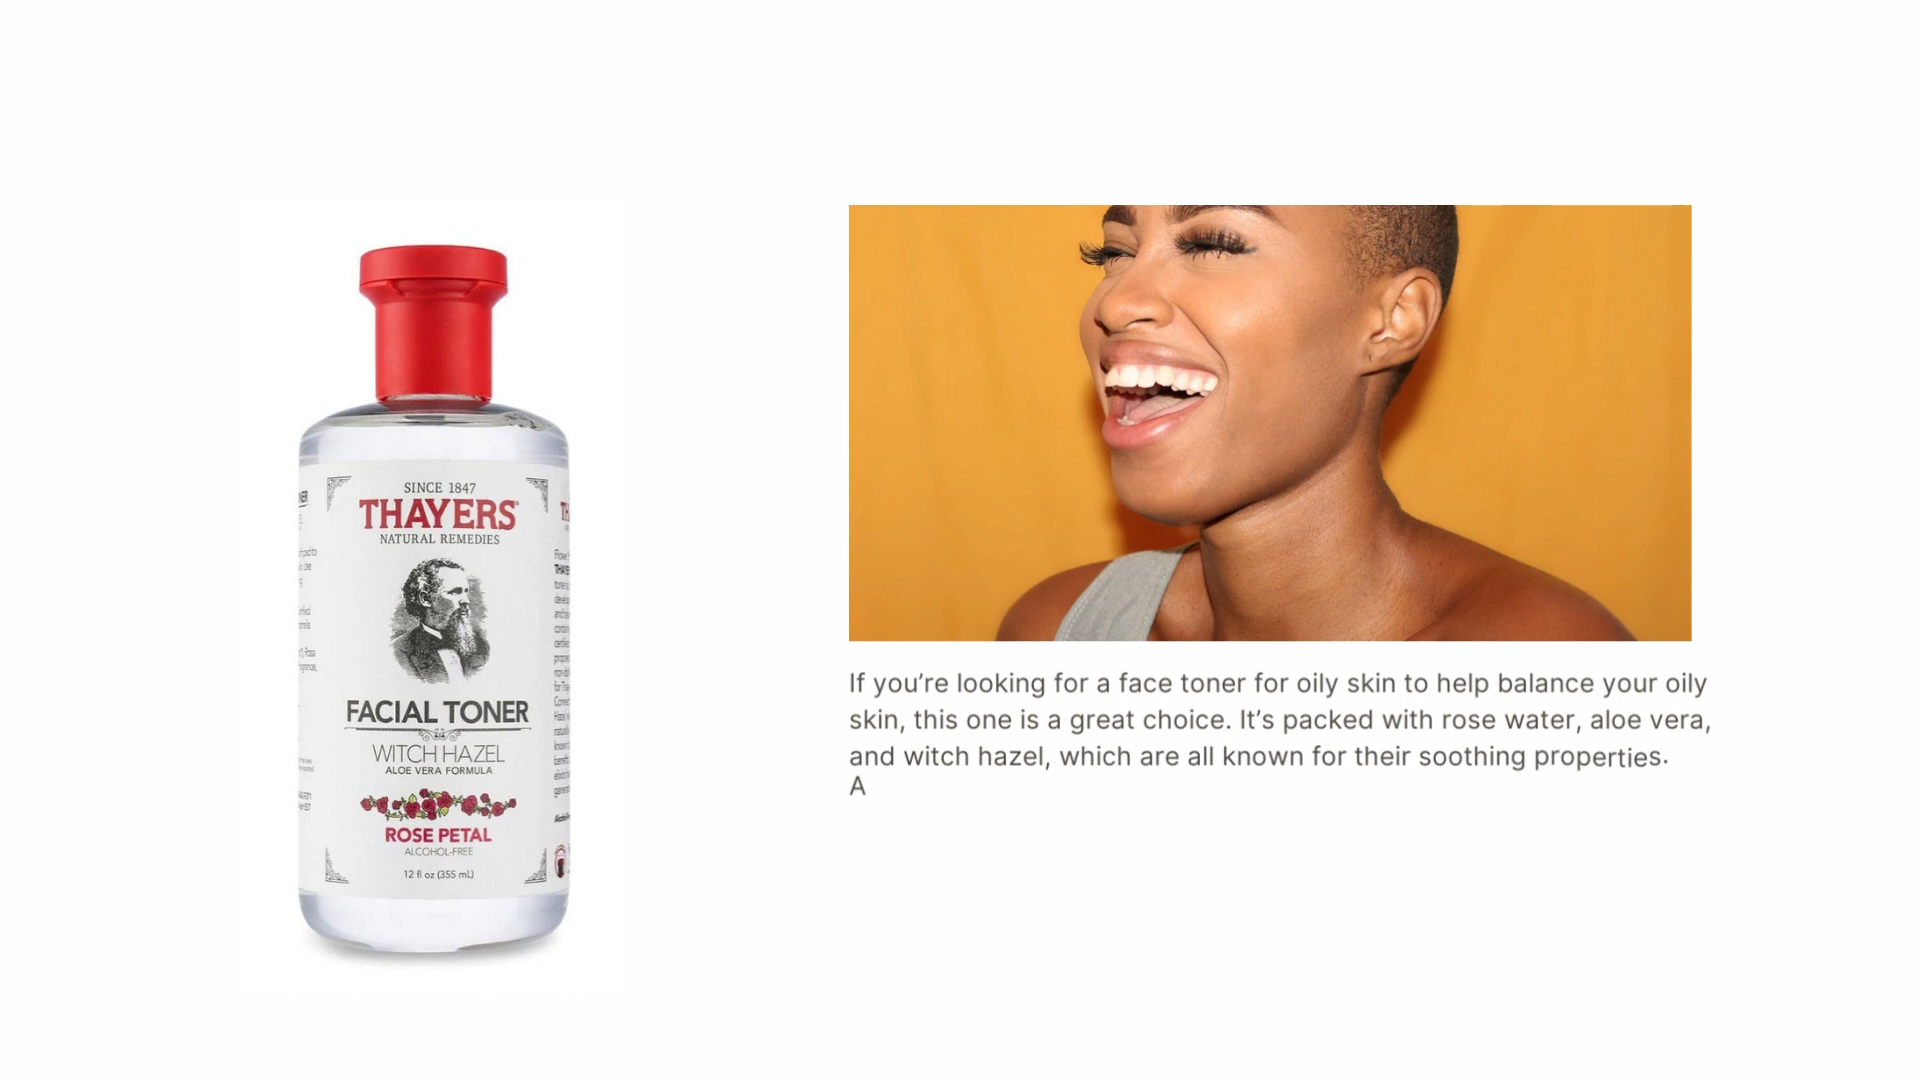 SINCE 1847
THAYERS
NATURAL REMEDIES
FACIAL TONER
WITCH HAZEL
ALOE VERA FORMULA
ROSE PETAL
ALCOHOL-FREE
12 fl oz (355 mL)
If you’re looking for a face toner for oily skin to help balance your oily
skin, this one is a great choice. It’s packed with rose water, aloe vera,
and witch hazel, which are all known for their soothing properties.
A